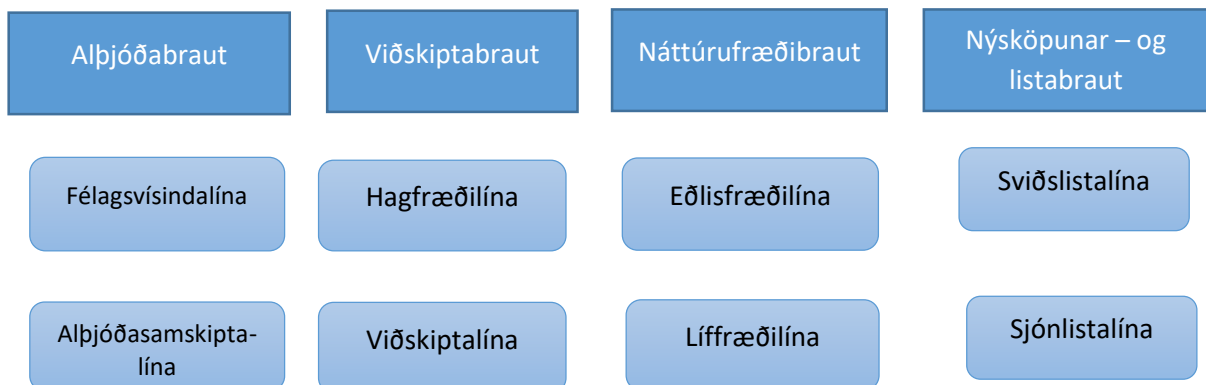 Alþjóðabraut
Viðskiptabraut
Náttúrufræðibraut
Nýsköpunar – og
listabraut
Félagsvísindalína
Hagfræðilína
Eðlisfræðilína
Sviðslistalína
Alþjóðasamskipta-
lína
Viðskiptalína
Líffræðilína
Sjónlistalína